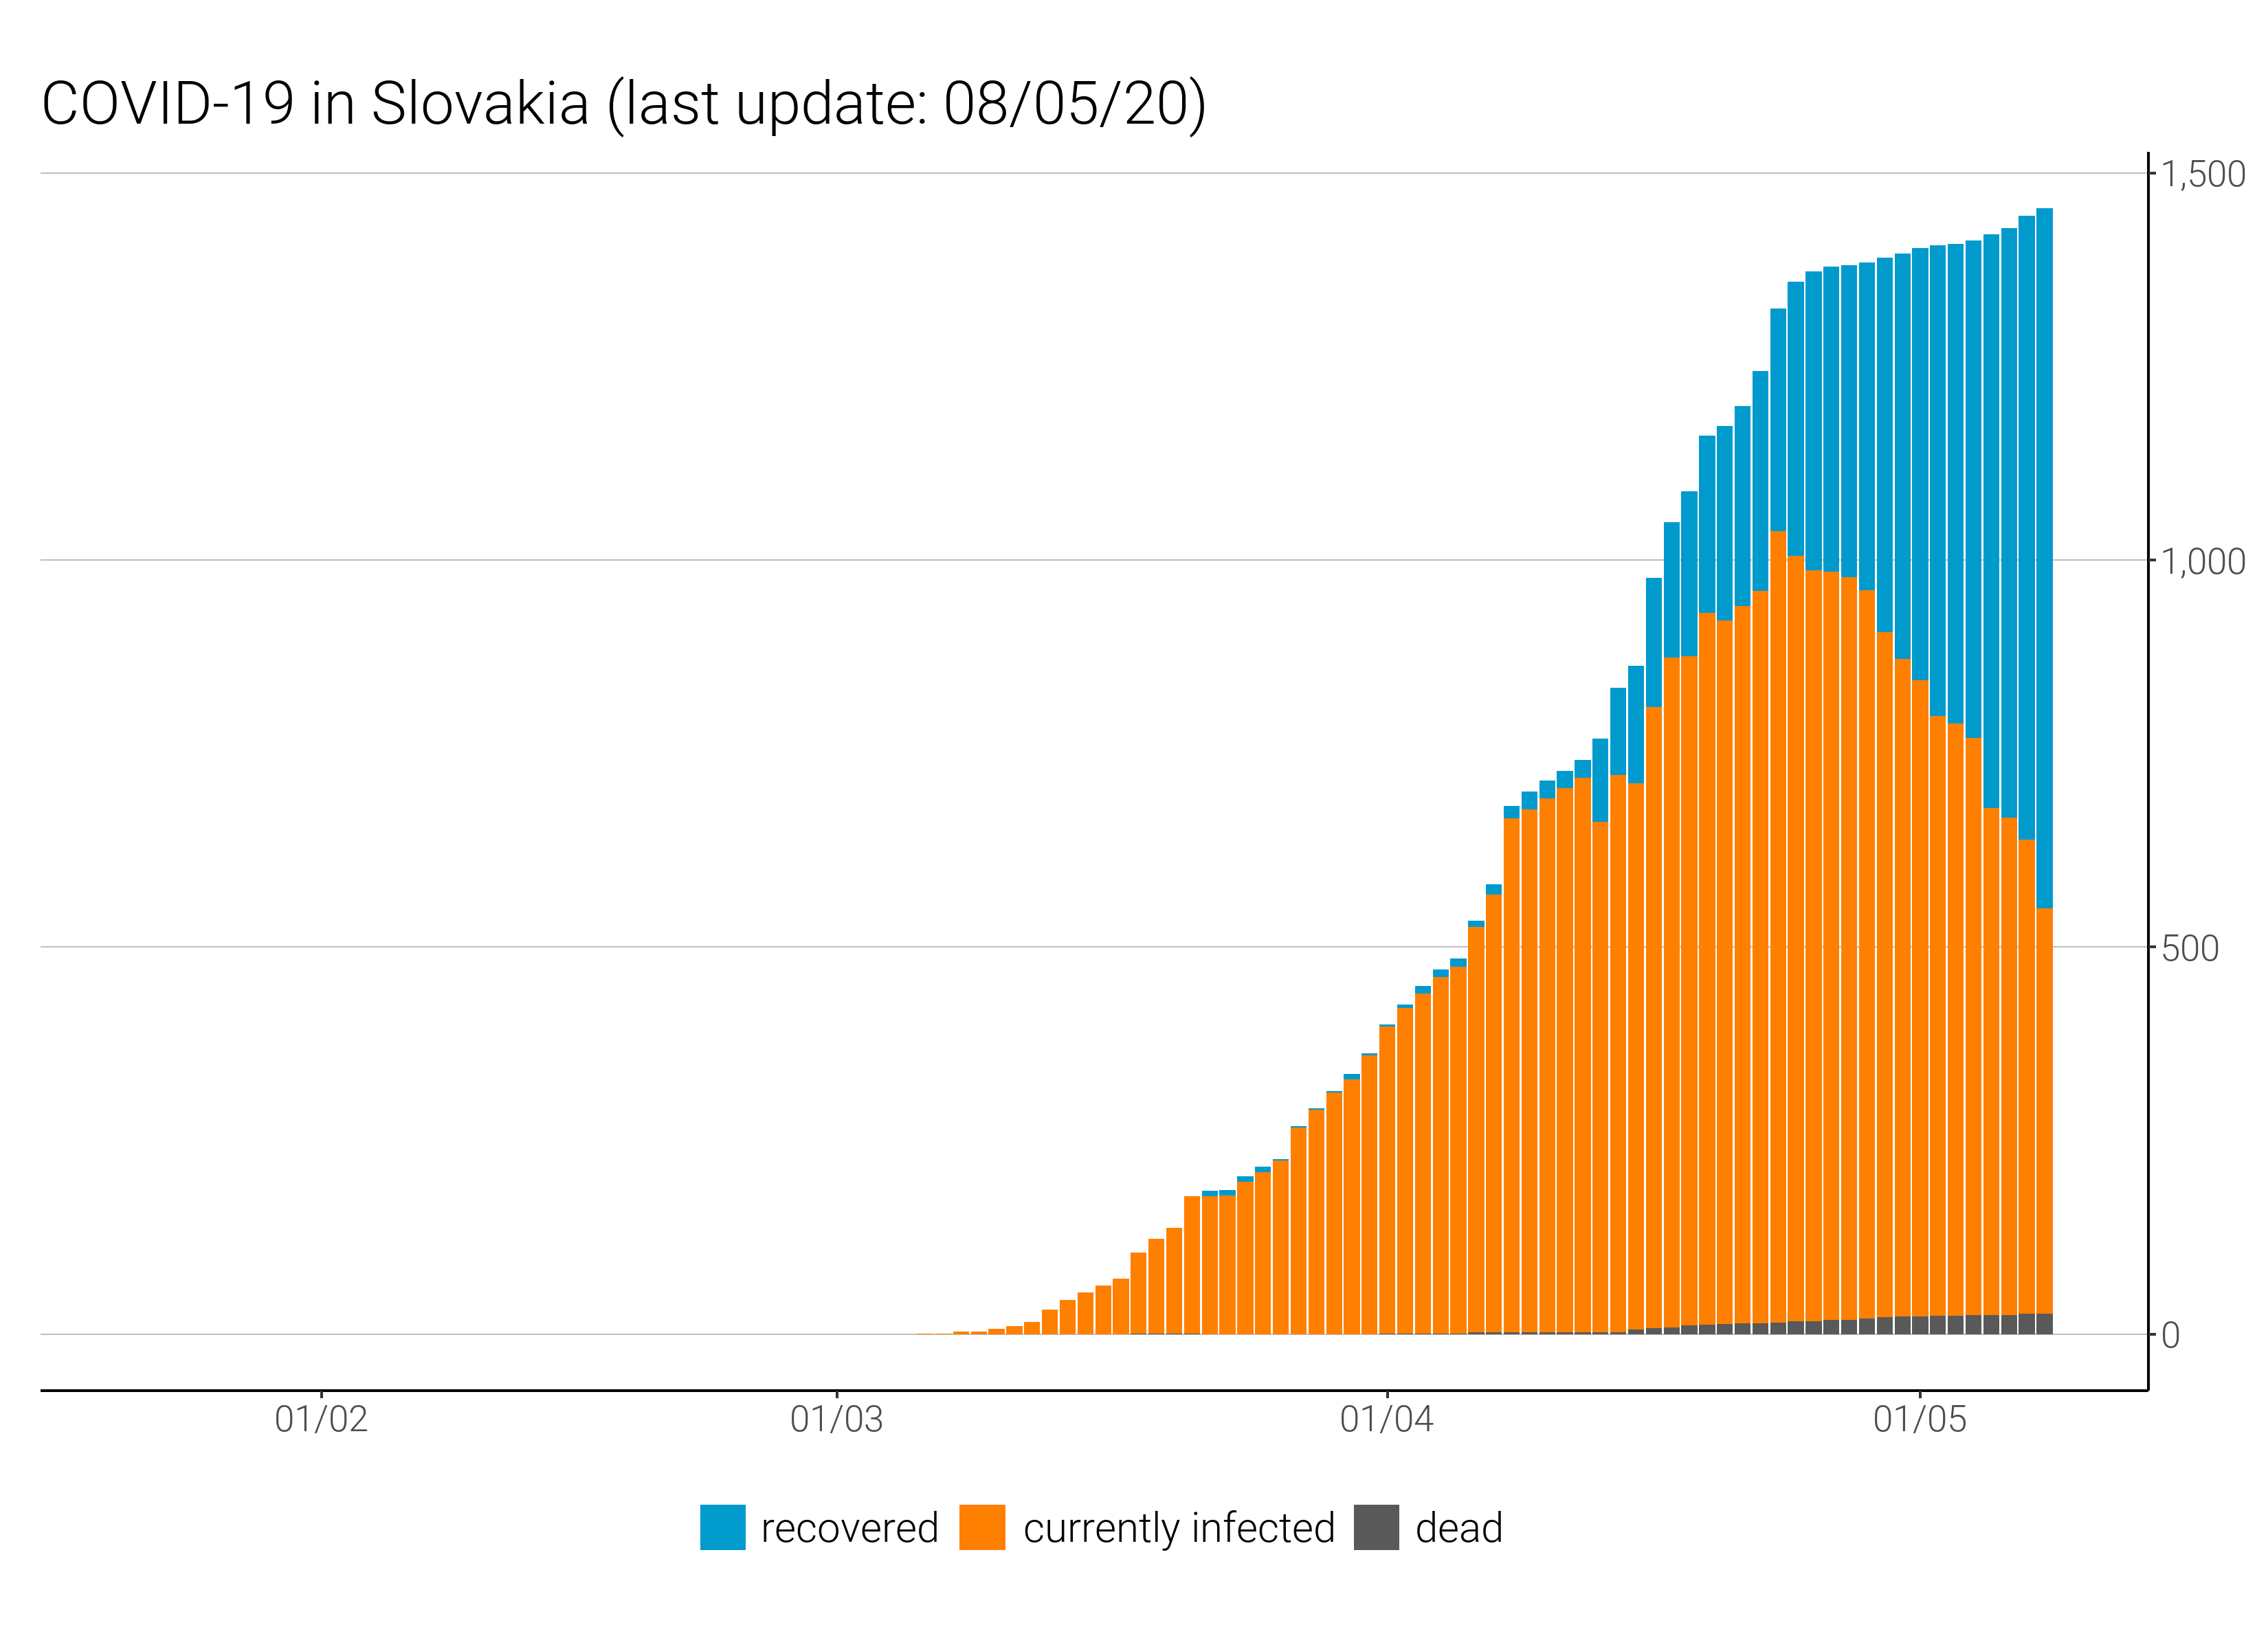 COVID-19 in Slovakia (last update: 08/05/20)
1,500
1,000
500
0
01/02 01/03 01/04 01/05
recovered currently infected dead